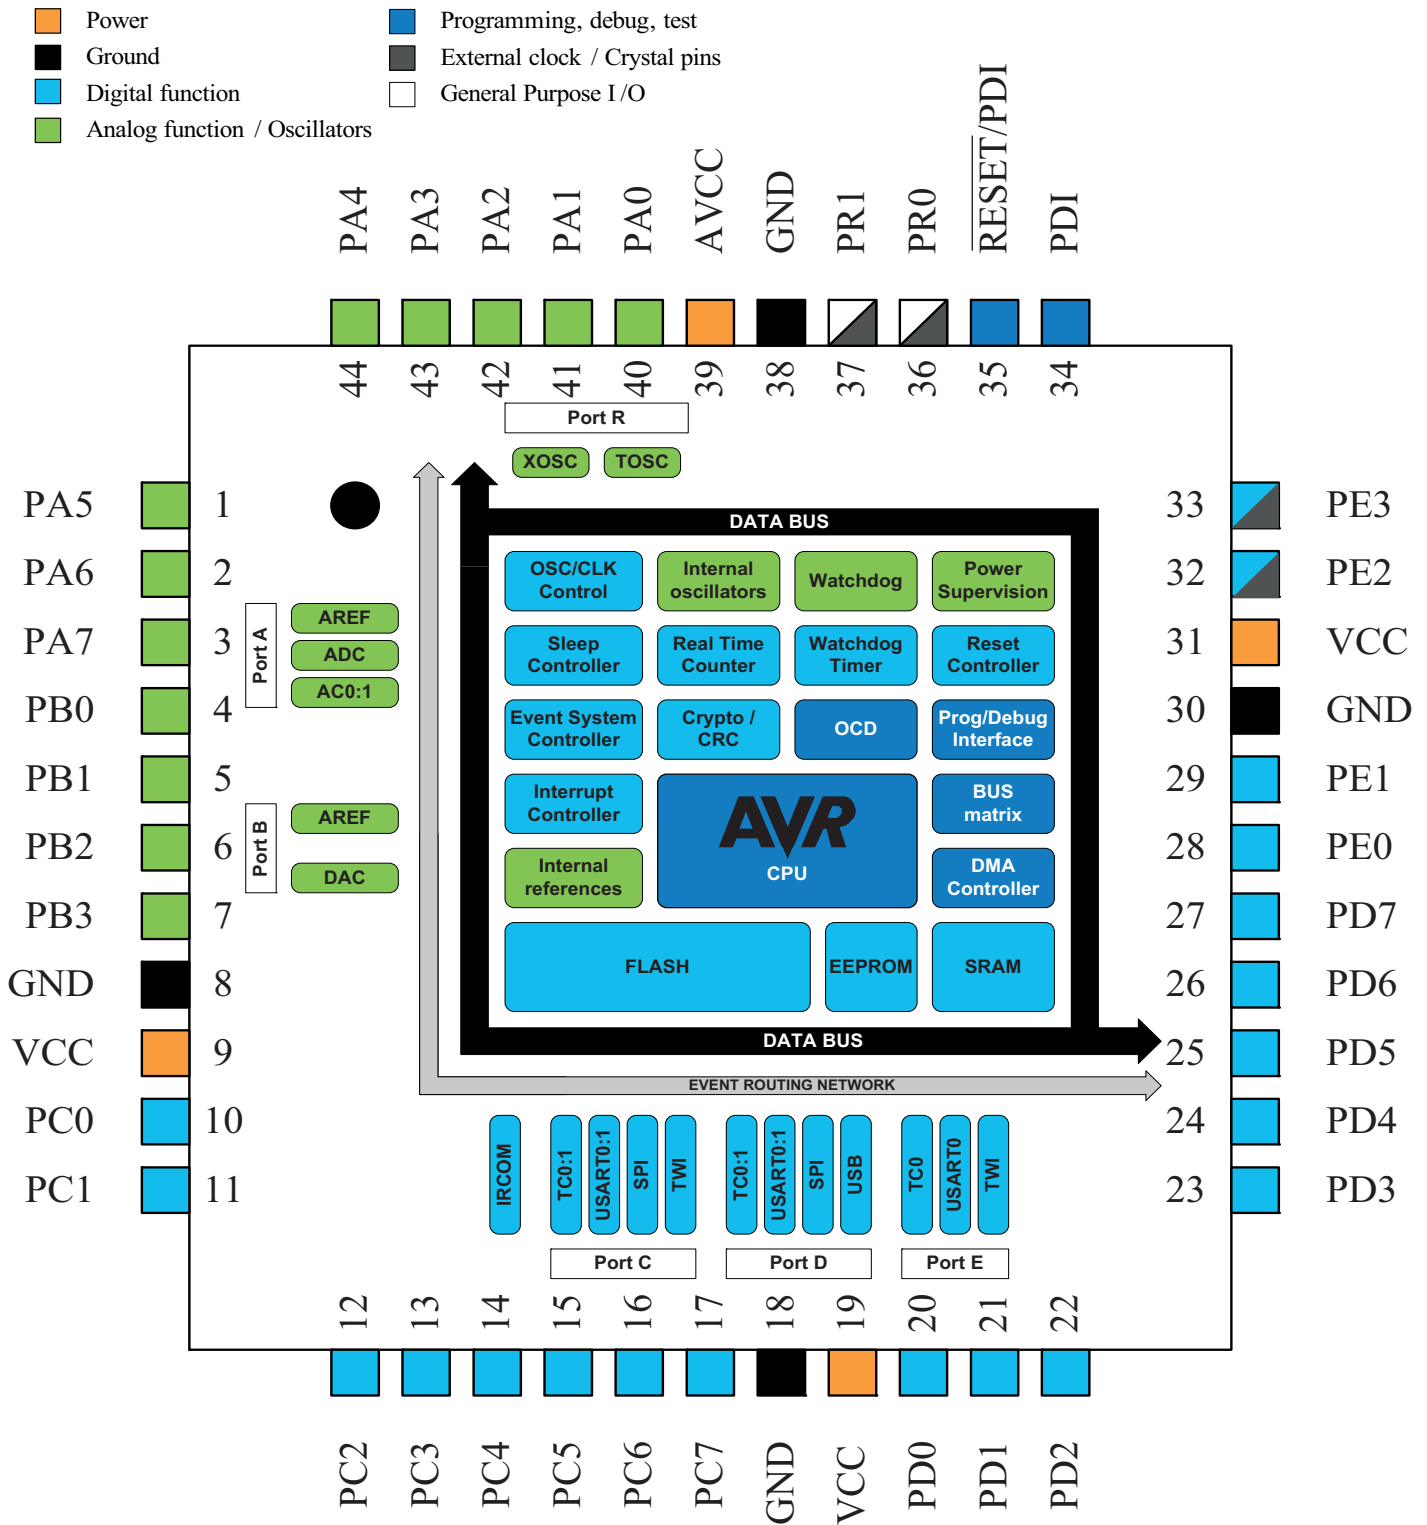 Power
Ground
Digital function
Analog function / Oscillators
Programming, debug, test
External clock / Crystal pins
General Purpose I /O
PA4
PA3
PA2
PA1
PA0
AVCC
GND
PR1
PR0
RESET/PDI
PDI
44
43
42
41
40
39
38
37
36
35
34
Port R
XOSC
TOSC
PA5
1
PA6
2
PA7
3
PB0
4
PB1
5
PB2
6
PB3
7
GND
8
VCC
9
PC0
10
PC1
11
Port A
AREF
ADC
AC0:1
Port B
AREF
DAC
DATA BUS
OSC/CLK
Control
Internal
oscillators
Watchdog
Power
Supervision
Sleep
Controller
Real Time
Counter
Watchdog
Timer
Reset
Controller
Event System
Controller
Crypto /
CRC
OCD
Prog/Debug
Interface
Interrupt
Controller
AVR
CPU
BUS
matrix
Internal
references
DMA
Controller
FLASH
EEPROM
SRAM
DATA BUS
EVENT ROUTING NETWORK
33
PE3
32
PE2
31
VCC
30
GND
29
PE1
28
PE0
27
PD7
26
PD6
25
PD5
24
PD4
23
PD3
IRCOM
TC0:1
USART0:1
SPI
TWI
TC0:1
USART0:1
SPI
USB
TC0
USART0
TWI
Port C
Port D
Port E
12
13
14
15
16
17
18
19
20
21
22
PC2
PC3
PC4
PC5
PC6
PC7
GND
VCC
PD0
PD1
PD2